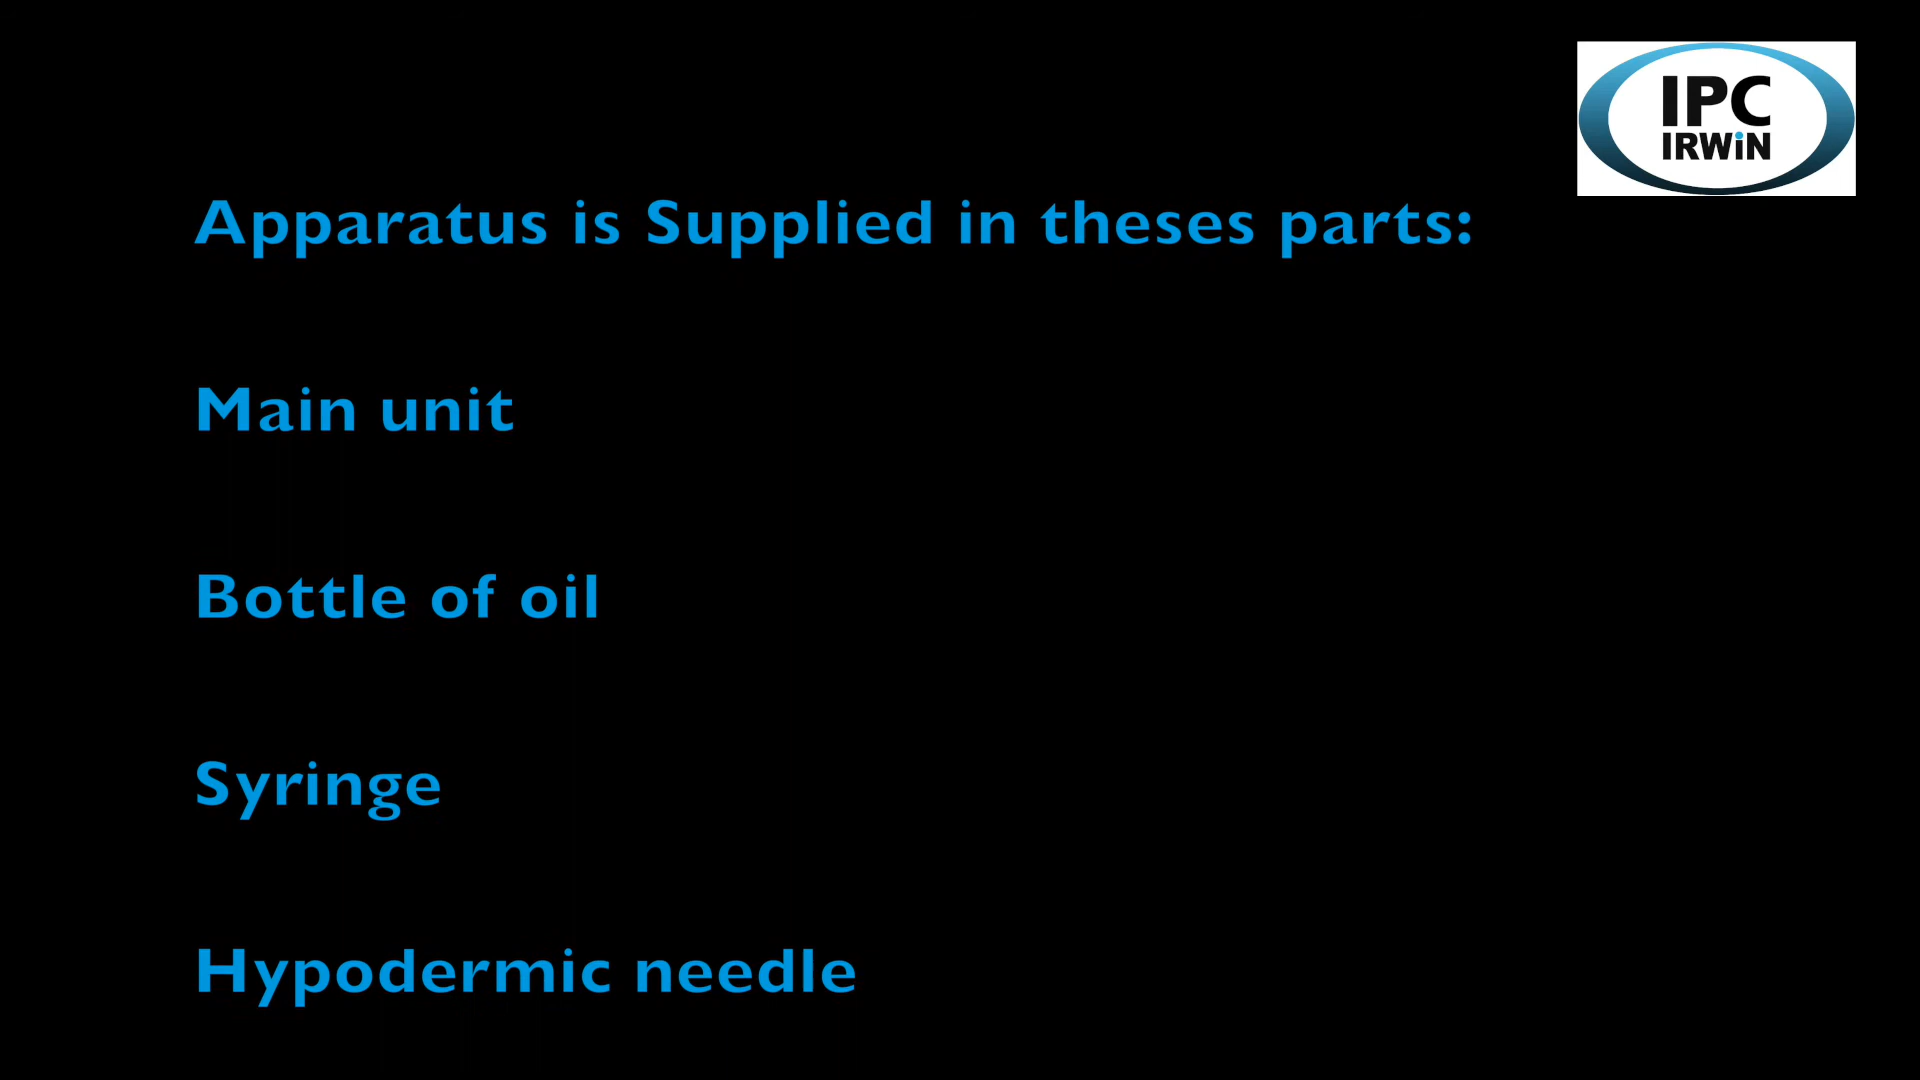 IPC
IRWiN
Apparatus is Supplied in theses parts:
Main unit
Bottle of oil
Syringe
Hypodermic needle